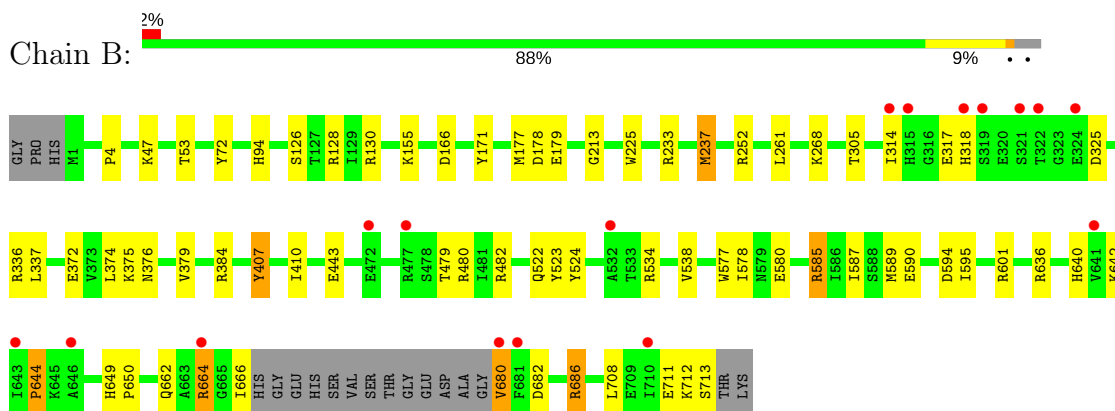 2%
Chain B:
88% 9% • •
GLY PRO HIS M1 P4 K47 T53 Y72 H94 S126 T127 R128 I129 R130 K155 D166 Y171 M177 D178 E179 G213 W225 R233 M237 R252 L261 K268 T305 I314 H315 G316 E317 H318 S319 E320 S321 T322 G323 E324 D325
R336 L337 E372 V373 L374 K375 N376 V379 R384 Y407 I410 E443 E472 R477 S478 T479 R480 I481 R482 Q522 Y523 Y524 A532 T533 R534 V538 W577 I578 N579 E580 R585 I586 I587 S588 M589 E590 D594 I595 R601 R636 H640 V641 K642
I643 P644 K645 A646 H649 P650 Q662 A663 R664 G665 I666 HIS GLY GLU HIS SER VAL SER THR GLY GLU ASP ALA GLY V680 F681 D682 R686 L708 E709 I710 E711 K712 S713 THR LYS